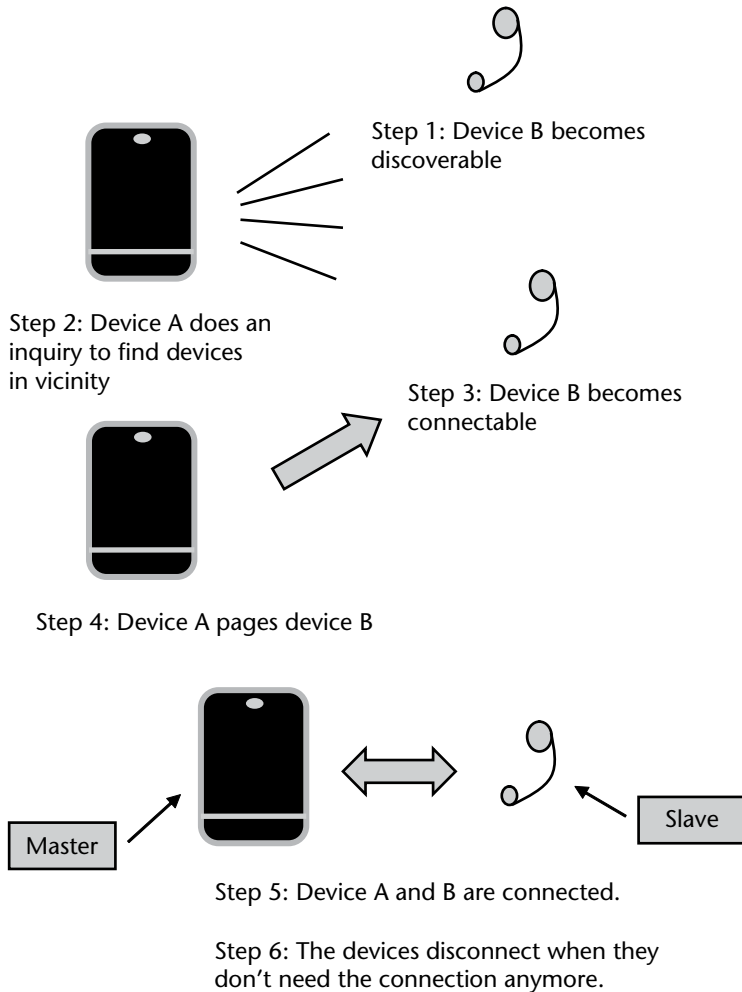 Step 1: Device B becomes
discoverable
Step 2: Device A does an
inquiry to find devices
in vicinity
Step 3: Device B becomes
connectable
Step 4: Device A pages device B
Master
Slave
Step 5: Device A and B are connected.
Step 6: The devices disconnect when they
don’t need the connection anymore.